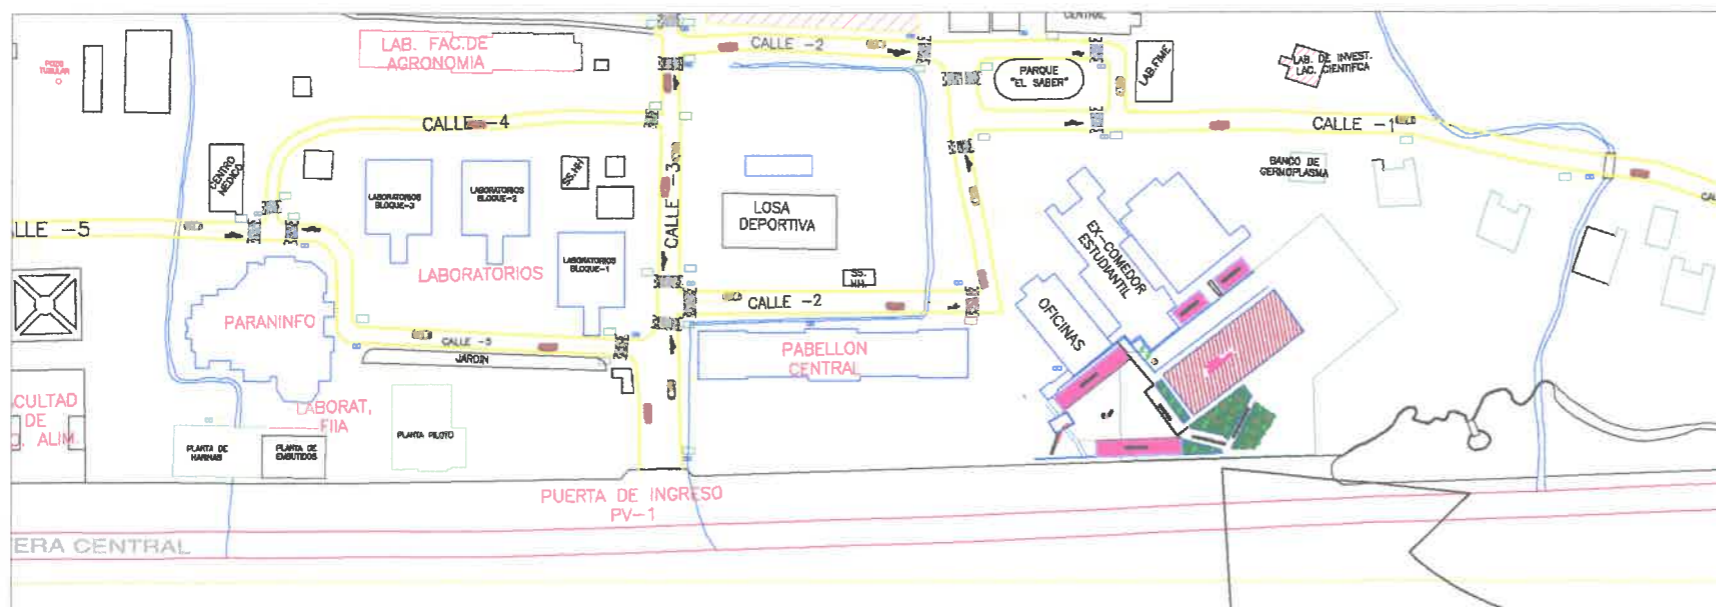 CENTRAL
LAB. FAC.DE
AGRONOMIA
CALLE -2
POZO
TUBULAR
PARQUE
"EL SABER"
LAB.FIME
LAB. DE INVEST.
LAC. CIENTIFCA
CALLE -4
CALLE -1
CENTRO
MEDICO
LABORATORIOS
BLOQUE-3
LABORATORIOS
BLOQUE-2
SS.HH
CALLE -3
BANCO DE
GERMOPLASMA
LOSA
DEPORTIVA
LLE -5
EX-COMEDOR
ESTUDIANTIL
LABORATORIOS
LABORATORIOS
BLOQUE-1
SS.
HH.
CALLE -2
OFICINAS
PARANINFO
CALLE -5
JARDIN
PABELLON
CENTRAL
CULTAD
DE
. ALIM.
LABORAT,
FIIA
PLANTA DE
HARINAS
PLANTA DE
EMBUTIDOS
PLANTA PILOTO
PUERTA DE INGRESO
PV-1
ERA CENTRAL